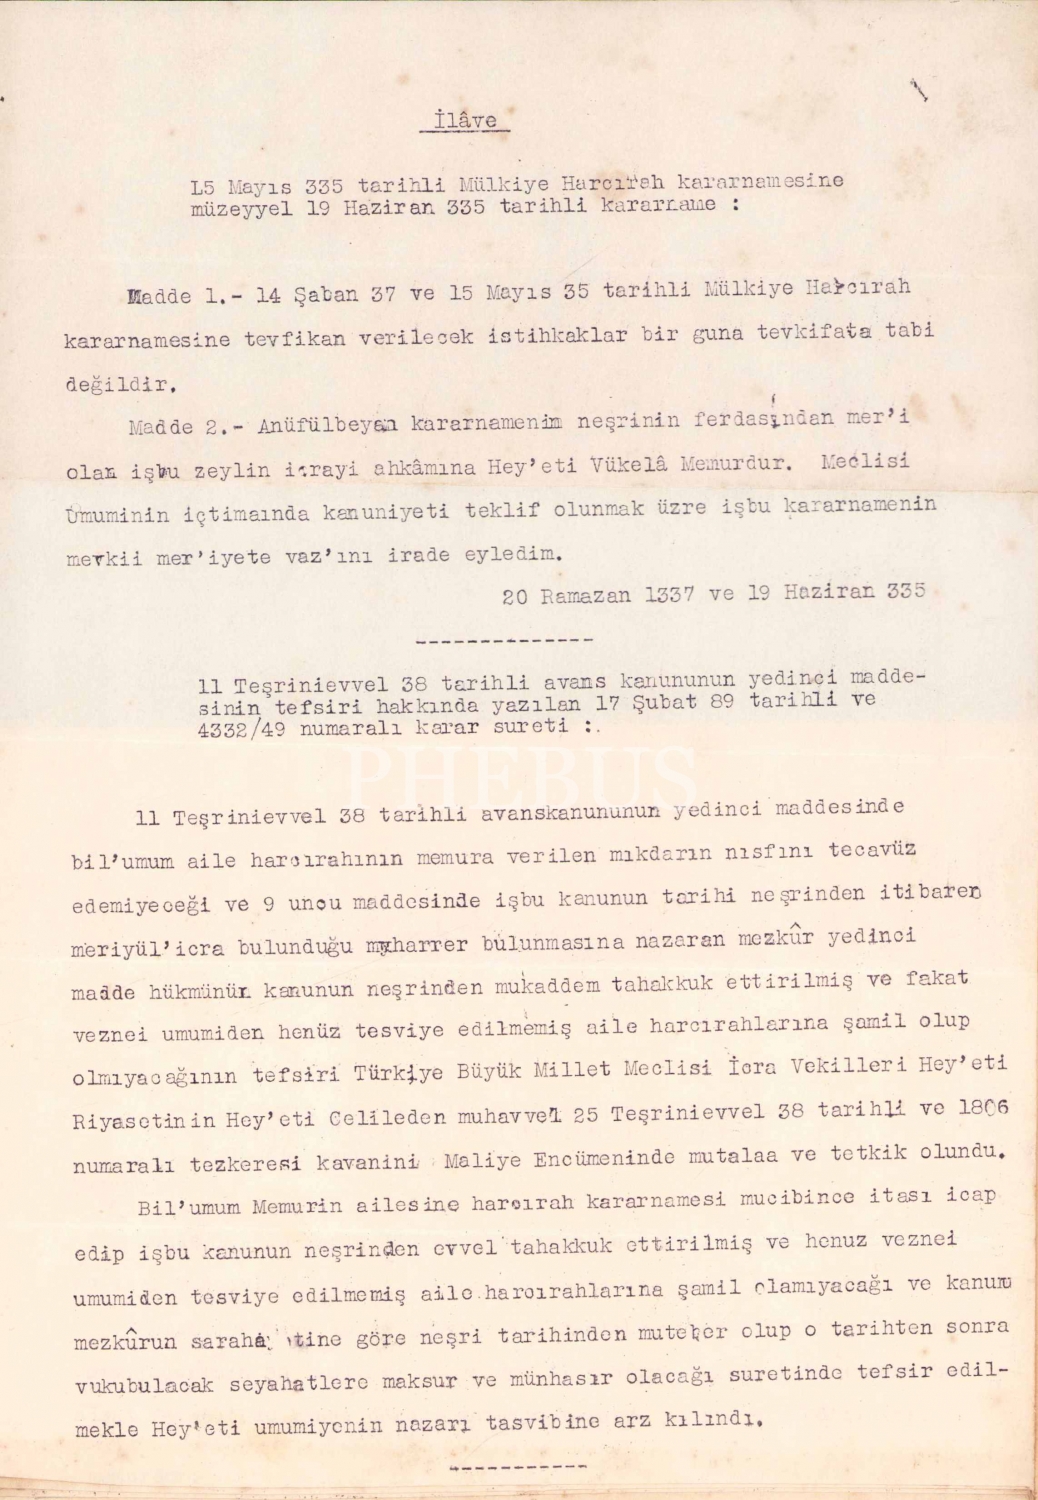 İlâve
L5 Mayıs 335 tarihli Mülkiye Harcırah kararnamesine
müzeyyel 19 Haziran 335 tarihli kararname :
Madde 1.- 14 Şaban 37 ve 15 Mayıs 35 tarihli Mülkiye Harcırah
kararnamesine tevfikan verilecek istihkaklar bir guna tevkifata tabi
değildir.
Madde 2.- Anüfülbeyan kararnamenim neşrinin ferdasından mer'i
olan işbu zeylin icrayi ahkâmına Hey'eti Vükelâ Memurdur. Meclisi
Umuminin içtimaında kanuniyeti teklif olunmak üzre işbu kararnamenin
mevkii mer'iyete vaz'ını irade eyledim.
20 Ramazan 1337 ve 19 Haziran 335
--------------
11 Teşrinievvel 38 tarihli avans kanununun yedinci madde-
sinin tefsiri hakkında yazılan 17 Şubat 89 tarihli ve
4332/49 numaralı karar sureti :.
PHEBUS
11 Teşrinievvel 38 tarihli avanskanununun yedinci maddesinde
bil'umum aile harcırahının memura verilen mıkdarın nısfını tecavüz
edemiyeceği ve 9 uncu maddesinde işbu kanunun tarihi neşrinden itibaren
meriyül'icra bulunduğu muharrer bulunmasına nazaran mezkûr yedinci
madde hükmünün kanunun neşrinden mukaddem tahakkuk ettirilmiş ve fakat
veznei umumiden henüz tesviye edilmemiş aile harcırahlarına şamil olup
olmıyacağının tefsiri Türkiye Büyük Millet Meclisi İcra Vekilleri Hey'eti
Riyasetinin Hey'eti Celileden muhavvel 25 Teşrinievvel 38 tarihli ve 1806
numaralı tezkeresi kavanini Maliye Encümeninde mutalaa ve tetkik olundu.
Bil'umum Memurin ailesine harcırah kararnamesi mucibince itası icap
edip işbu kanunun neşrinden evvel tahakkuk ettirilmiş ve henuz veznei
umumiden tesviye edilmemiş aile harcırahlarına şamil olamıyacağı ve kanunu
mezkûrun saraha tine göre neşri tarihinden muteber olup o tarihten sonra
vukubulacak seyahatlere maksur ve münhasır olacağı suretinde tefsir edil-
mekle Hey'eti umumiyenin nazarı tasvibine arz kılındı.
-----------